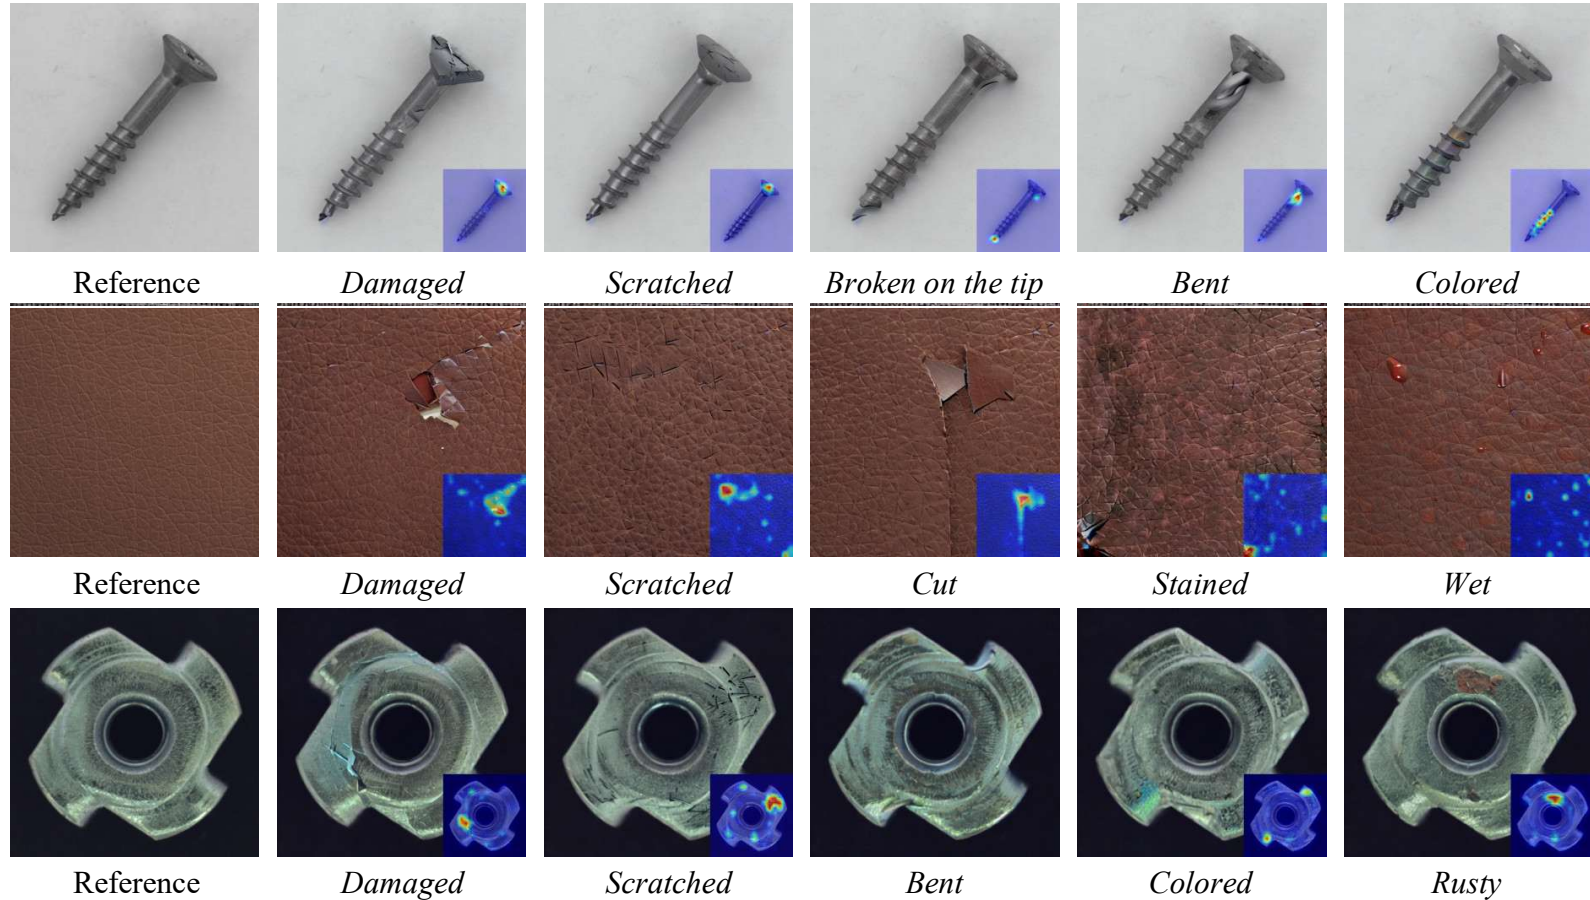 Reference Damaged Scratched Broken on the tip Bent Colored
Reference Damaged Scratched Cut Stained Wet
Reference Damaged Scratched Bent Colored Rusty